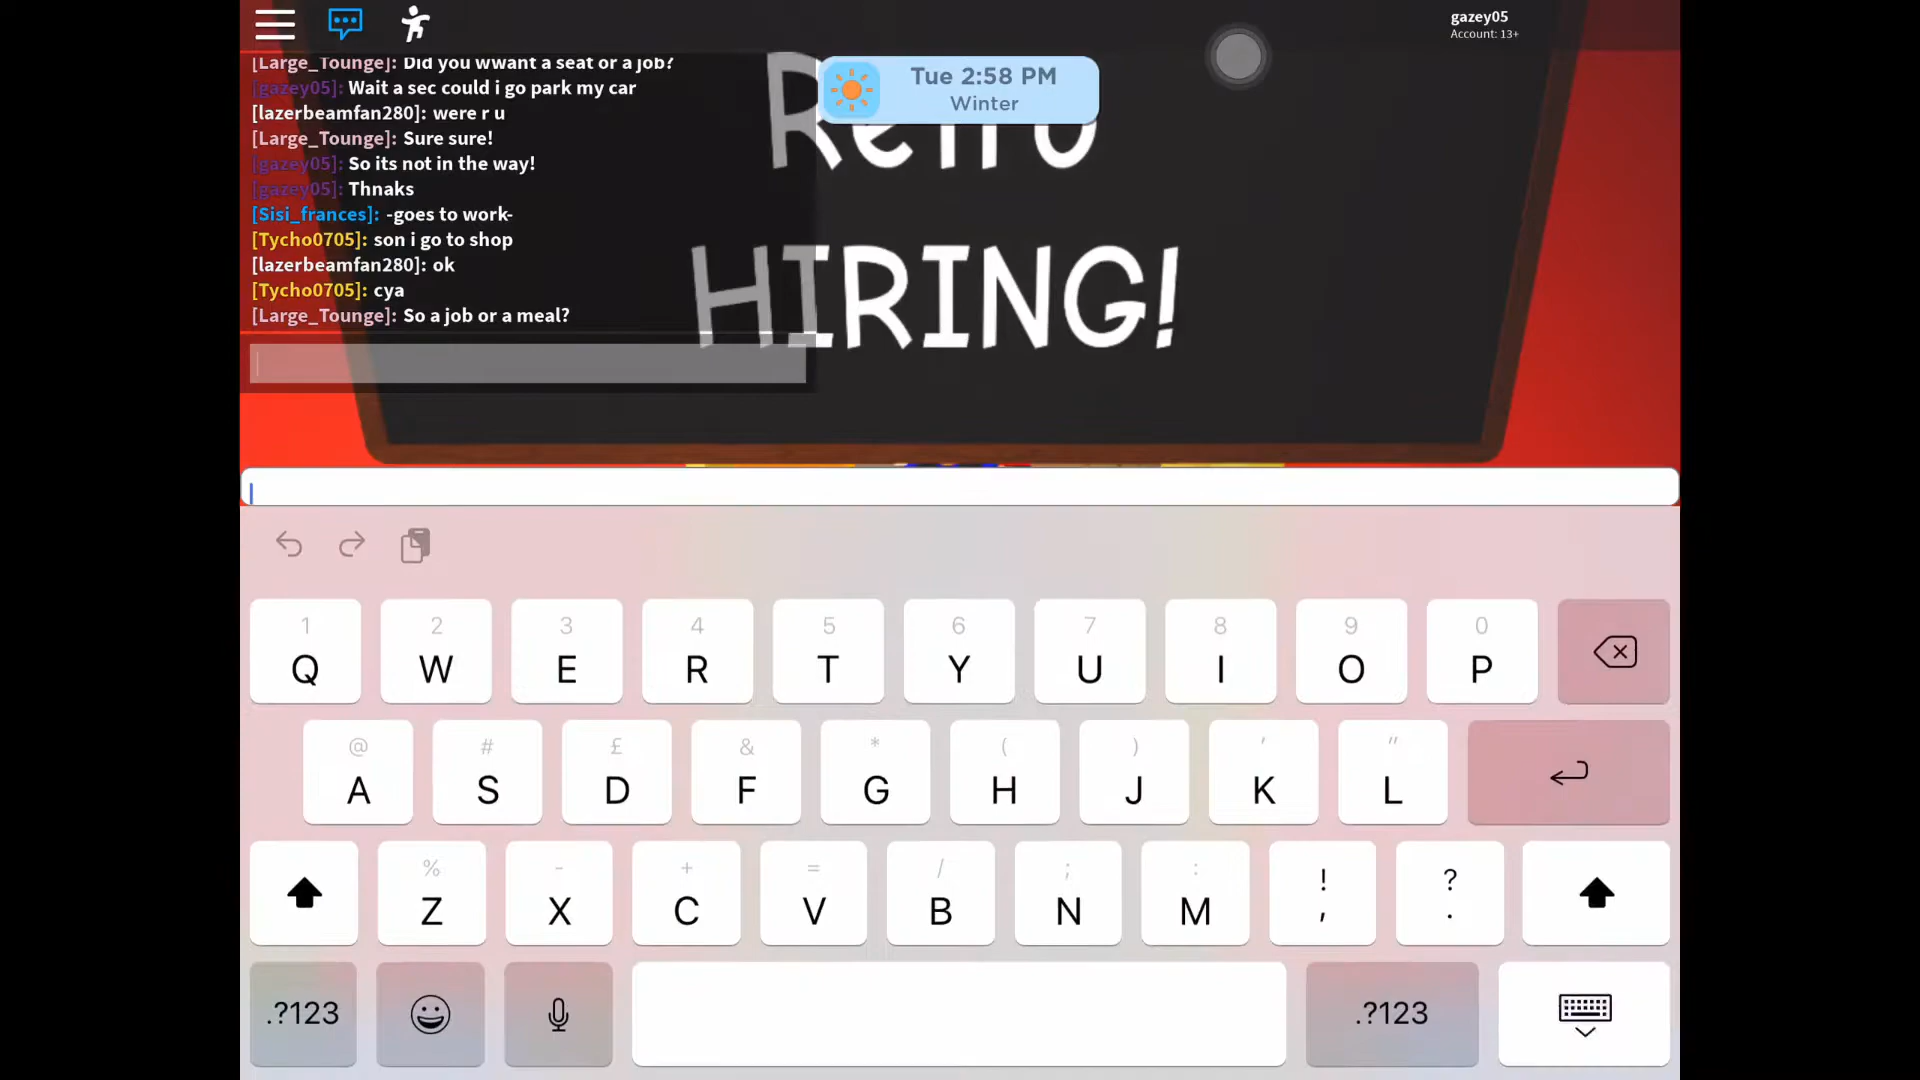 gazey05
Account: 13+
[Large_Tounge]: Did you wwant a seat or a job?
[gazey05]: Wait a sec could i go park my car
[lazerbeamfan280]: were r u
[Large_Tounge]: Sure sure!
[gazey05]: So its not in the way!
[gazey05]: Thnaks
[Sisi_frances]: -goes to work-
[Tycho0705]: son i go to shop
[lazerbeamfan280]: ok
[Tycho0705]: cya
[Large_Tounge]: So a job or a meal?
Tue 2:58 PM
Winter
Retro
HIRING!
1 2 3 4 5 6 7 8 9 0
Q W E R T Y U I O P
@ # £ & * ( ) ' "
A S D F G H J K L
% - + = / ; : ! ?
Z X C V B N M , .
.?123 .?123